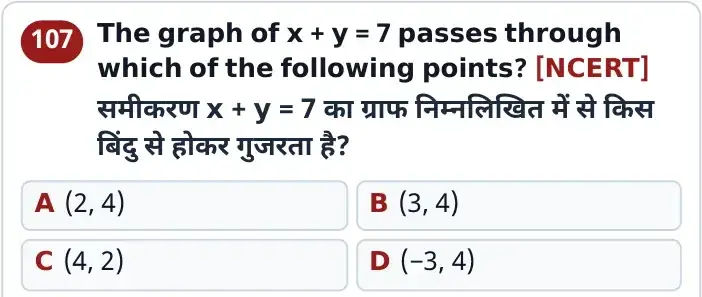 107 The graph of x + y = 7 passes through
which of the following points? [NCERT]
समीकरण x + y = 7 का ग्राफ निम्नलिखित में से किस
बिंदु से होकर गुजरता है?
A (2, 4)
B (3, 4)
C (4, 2)
D (−3, 4)